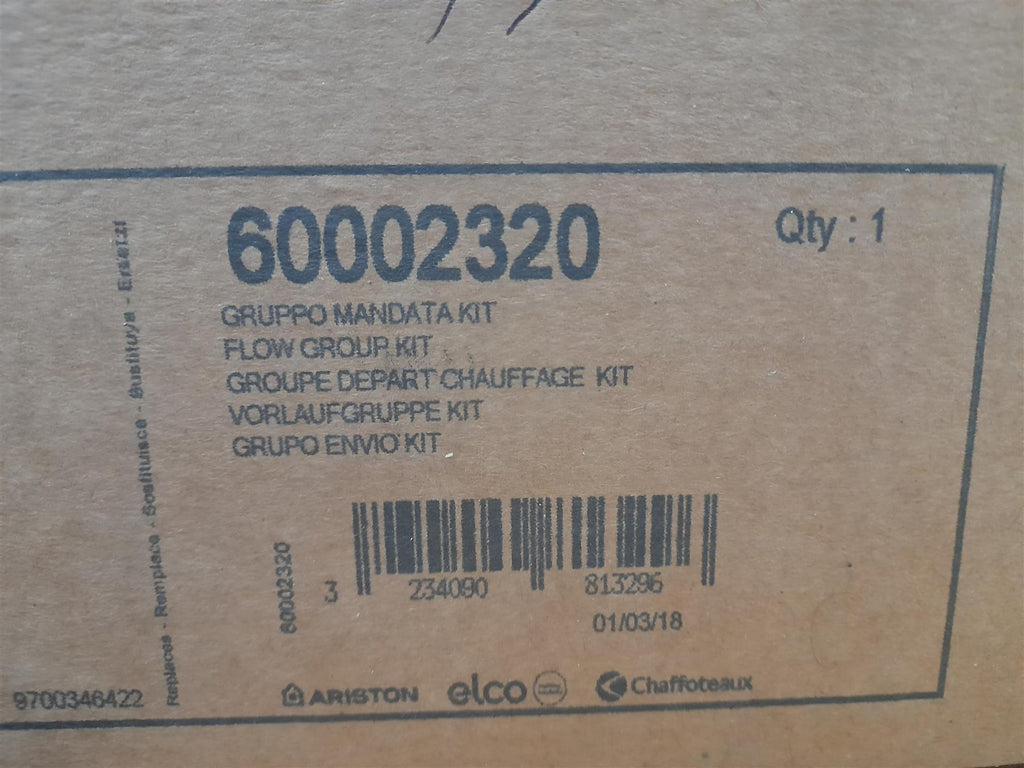 60002320
Qty : 1
GRUPPO MANDATA KIT
FLOW GROUP KIT
GROUPE DEPART CHAUFFAGE KIT
VORLAUFGRUPPE KIT
GRUPO ENVIO KIT
Replaces - Remplace - Sostituisce - Sustituye - Ersetzt
60002320
3 234090 813296
01/03/18
9700346422
ARISTON elco Chaffoteaux